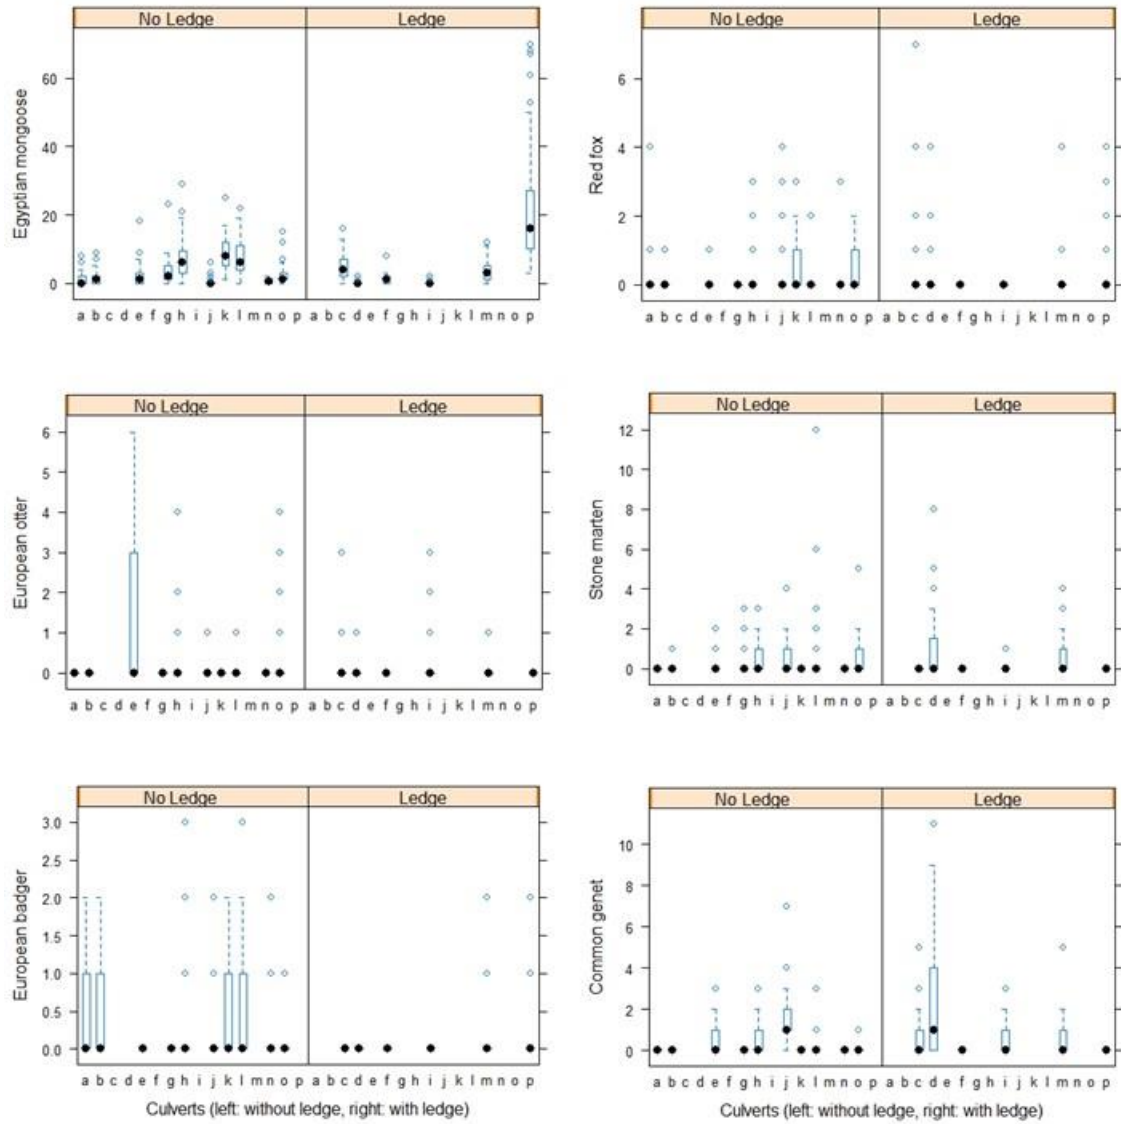 No Ledge Ledge No Ledge Ledge
Egyptian mongoose
60
40
20
0
a b c d e f g h i j k l m n o p a b c d e f g h i j k l m n o p
Red fox
6
4
2
0
a b c d e f g h i j k l m n o p a b c d e f g h i j k l m n o p
No Ledge Ledge No Ledge Ledge
European otter
6
5
4
3
2
1
0
a b c d e f g h i j k l m n o p a b c d e f g h i j k l m n o p
Stone marten
12
10
8
6
4
2
0
a b c d e f g h i j k l m n o p a b c d e f g h i j k l m n o p
No Ledge Ledge No Ledge Ledge
European badger
3.0
2.5
2.0
1.5
1.0
0.5
0.0
a b c d e f g h i j k l m n o p a b c d e f g h i j k l m n o p
Culverts (left: without ledge, right: with ledge)
Common genet
10
8
6
4
2
0
a b c d e f g h i j k l m n o p a b c d e f g h i j k l m n o p
Culverts (left: without ledge, right: with ledge)